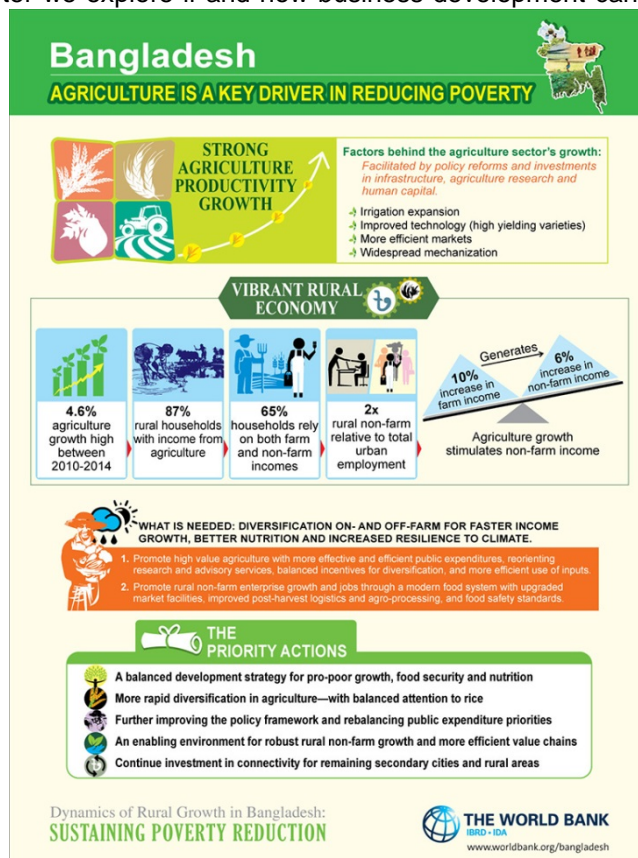 ter we explore if and how business development can
Bangladesh
AGRICULTURE IS A KEY DRIVER IN REDUCING POVERTY
STRONG
AGRICULTURE
PRODUCTIVITY
GROWTH
Factors behind the agriculture sector's growth:
Facilitated by policy reforms and investments
in infrastructure, agriculture research and
human capital.
Irrigation expansion
Improved technology (high yielding varieties)
More efficient markets
Widespread mechanization
VIBRANT RURAL
ECONOMY
4.6%
agriculture
growth high
between
2010-2014
87%
rural households
with income from
agriculture
65%
households rely
on both farm
and non-farm
incomes
2x
rural non-farm
relative to total
urban
employment
10%
increase in
farm income
Generates
6%
increase in
non-farm income
Agriculture growth
stimulates non-farm income
WHAT IS NEEDED: DIVERSIFICATION ON- AND OFF-FARM FOR FASTER INCOME
GROWTH, BETTER NUTRITION AND INCREASED RESILIENCE TO CLIMATE.
1. Promote high value agriculture with more effective and efficient public expenditures, reorienting
research and advisory services, balanced incentives for diversification, and more efficient use of inputs.
2. Promote rural non-farm enterprise growth and jobs through a modern food system with upgraded
market facilities, improved post-harvest logistics and agro-processing, and food safety standards.
THE
PRIORITY ACTIONS
A balanced development strategy for pro-poor growth, food security and nutrition
More rapid diversification in agriculture—with balanced attention to rice
Further improving the policy framework and rebalancing public expenditure priorities
An enabling environment for robust rural non-farm growth and more efficient value chains
Continue investment in connectivity for remaining secondary cities and rural areas
Dynamics of Rural Growth in Bangladesh:
SUSTAINING POVERTY REDUCTION
THE WORLD BANK
IBRD • IDA
www.worldbank.org/bangladesh